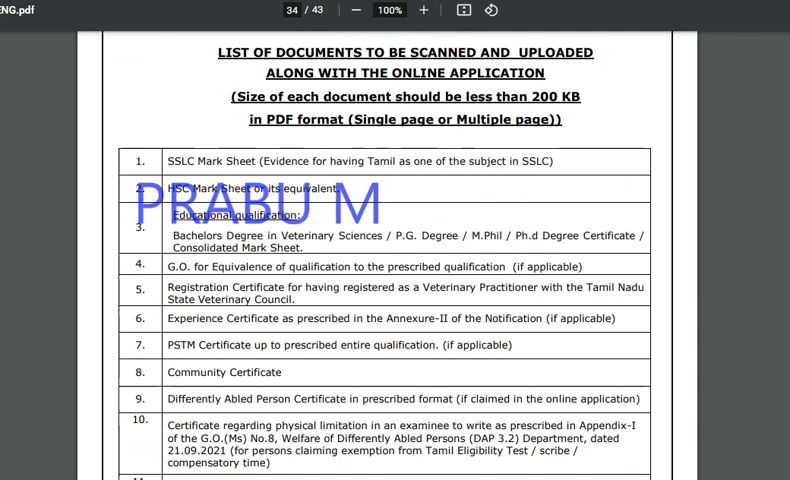 ENG.pdf
34 / 43
100%
LIST OF DOCUMENTS TO BE SCANNED AND UPLOADED
ALONG WITH THE ONLINE APPLICATION
(Size of each document should be less than 200 KB
in PDF format (Single page or Multiple page))
1. SSLC Mark Sheet (Evidence for having Tamil as one of the subject in SSLC)
2. HSC Mark Sheet or its equivalent.
PRABU M
3. Educational qualification:
Bachelors Degree in Veterinary Sciences / P.G. Degree / M.Phil / Ph.d Degree Certificate /
Consolidated Mark Sheet.
4. G.O. for Equivalence of qualification to the prescribed qualification (if applicable)
5. Registration Certificate for having registered as a Veterinary Practitioner with the Tamil Nadu
State Veterinary Council.
6. Experience Certificate as prescribed in the Annexure-II of the Notification (if applicable)
7. PSTM Certificate up to prescribed entire qualification. (if applicable)
8. Community Certificate
9. Differently Abled Person Certificate in prescribed format (if claimed in the online application)
10. Certificate regarding physical limitation in an examinee to write as prescribed in Appendix-I
of the G.O.(Ms) No.8, Welfare of Differently Abled Persons (DAP 3.2) Department, dated
21.09.2021 (for persons claiming exemption from Tamil Eligibility Test / scribe /
compensatory time)